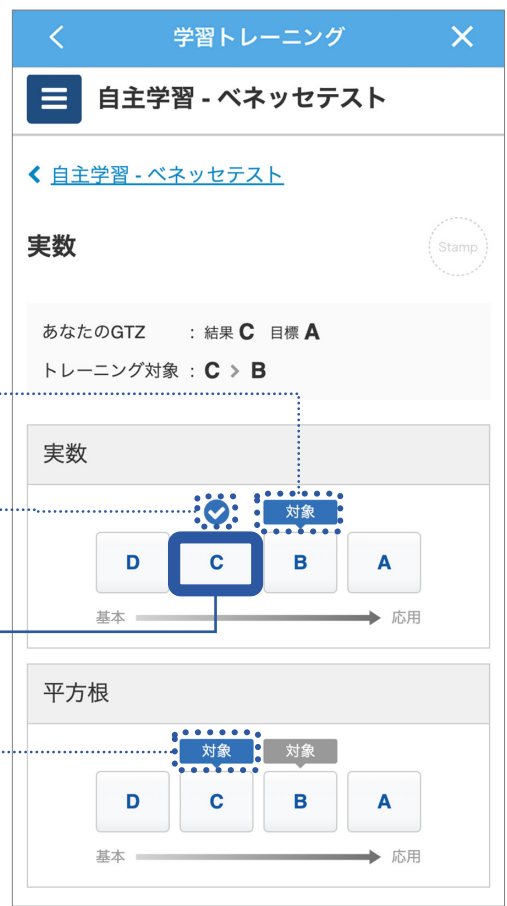 学習トレーニング
自主学習 - ベネッセテスト
自主学習 - ベネッセテスト
実数
Stamp
あなたのGTZ : 結果 C 目標 A
トレーニング対象 : C > B
実数
対象
D C B A
基本 応用
平方根
対象 対象
D C B A
基本 応用